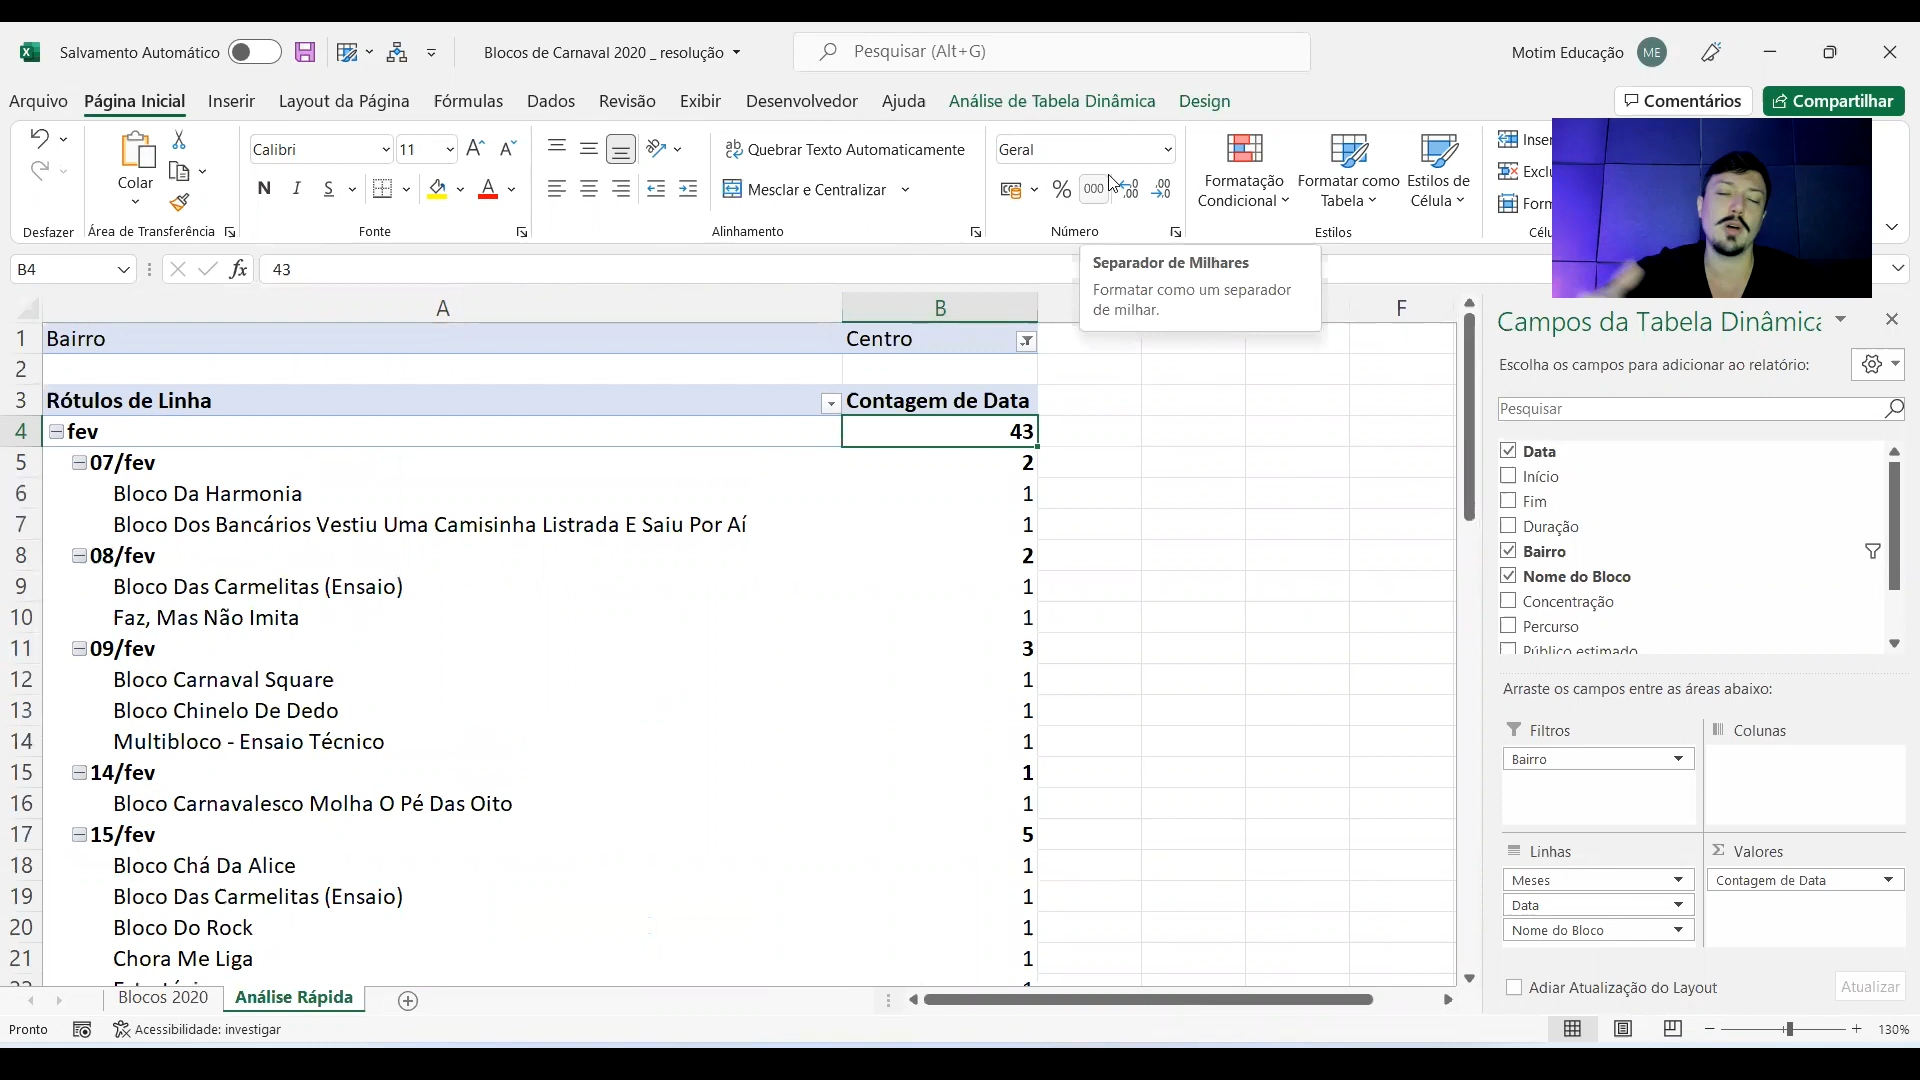 Salvamento Automático
Blocos de Carnaval 2020 _ resolução
Pesquisar (Alt+G)
Motim Educação
ME
Arquivo
Página Inicial
Inserir
Layout da Página
Fórmulas
Dados
Revisão
Exibir
Desenvolvedor
Ajuda
Análise de Tabela Dinâmica
Design
Comentários
Compartilhar
Colar
Calibri
11
N
I
S
Quebrar Texto Automaticamente
Mesclar e Centralizar
Geral
%
000
Formatação
Condicional
Formatar como
Tabela
Estilos de
Célula
Desfazer
Área de Transferência
Fonte
Alinhamento
Número
Estilos
B4
fx
43
Separador de Milhares
Formatar como um separador
de milhar.
A
B
F
1 Bairro Centro
2
3 Rótulos de Linha Contagem de Data
4 fev 43
5 07/fev 2
6 Bloco Da Harmonia 1
7 Bloco Dos Bancários Vestiu Uma Camisinha Listrada E Saiu Por Aí 1
8 08/fev 2
9 Bloco Das Carmelitas (Ensaio) 1
10 Faz, Mas Não Imita 1
11 09/fev 3
12 Bloco Carnaval Square 1
13 Bloco Chinelo De Dedo 1
14 Multibloco - Ensaio Técnico 1
15 14/fev 1
16 Bloco Carnavalesco Molha O Pé Das Oito 1
17 15/fev 5
18 Bloco Chá Da Alice 1
19 Bloco Das Carmelitas (Ensaio) 1
20 Bloco Do Rock 1
21 Chora Me Liga 1
Campos da Tabela Dinâmic
Escolha os campos para adicionar ao relatório:
Pesquisar
Data
Início
Fim
Duração
Bairro
Nome do Bloco
Concentração
Percurso
Público estimado
Arraste os campos entre as áreas abaixo:
Filtros
Colunas
Bairro
Linhas
Valores
Meses
Contagem de Data
Data
Nome do Bloco
Adiar Atualização do Layout
Atualizar
Blocos 2020
Análise Rápida
Pronto
Acessibilidade: investigar
130%